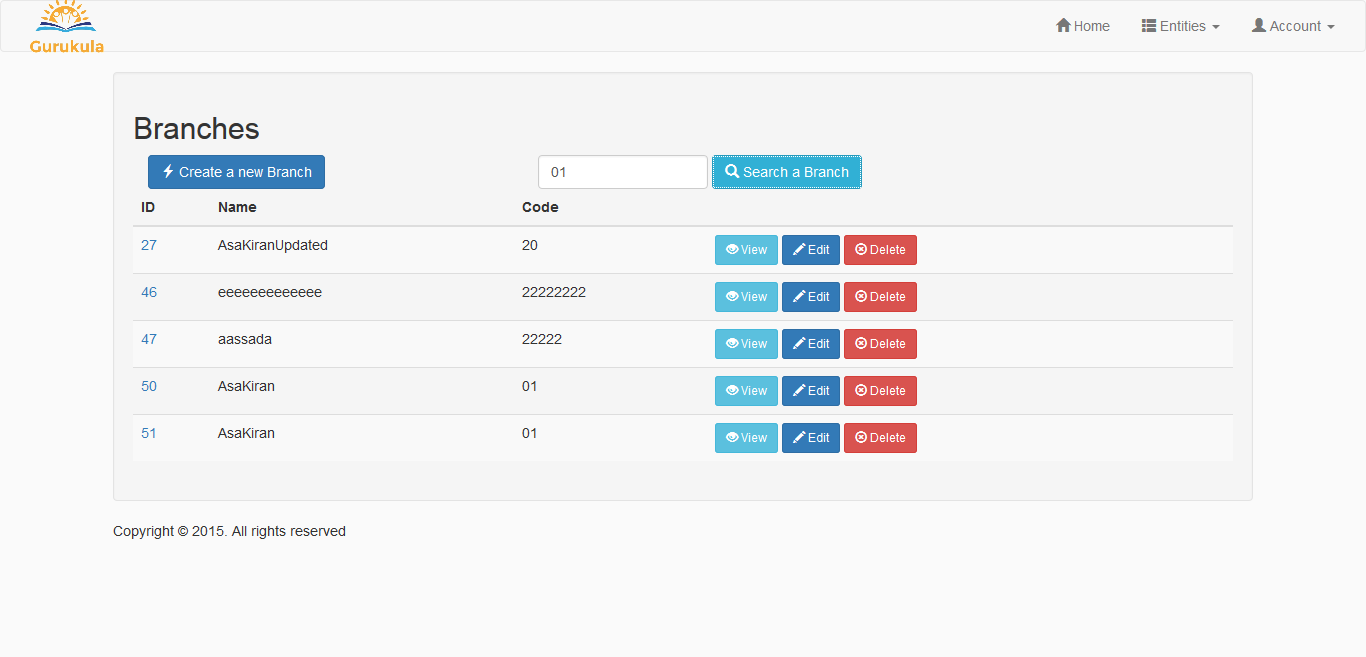 Gurukula
Home Entities Account
Branches
Create a new Branch 01 Search a Branch
ID Name Code
27 AsaKiranUpdated 20 View Edit Delete
46 eeeeeeeeeeeee 22222222 View Edit Delete
47 aassada 22222 View Edit Delete
50 AsaKiran 01 View Edit Delete
51 AsaKiran 01 View Edit Delete
Copyright © 2015. All rights reserved